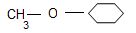 CH₃ — O —